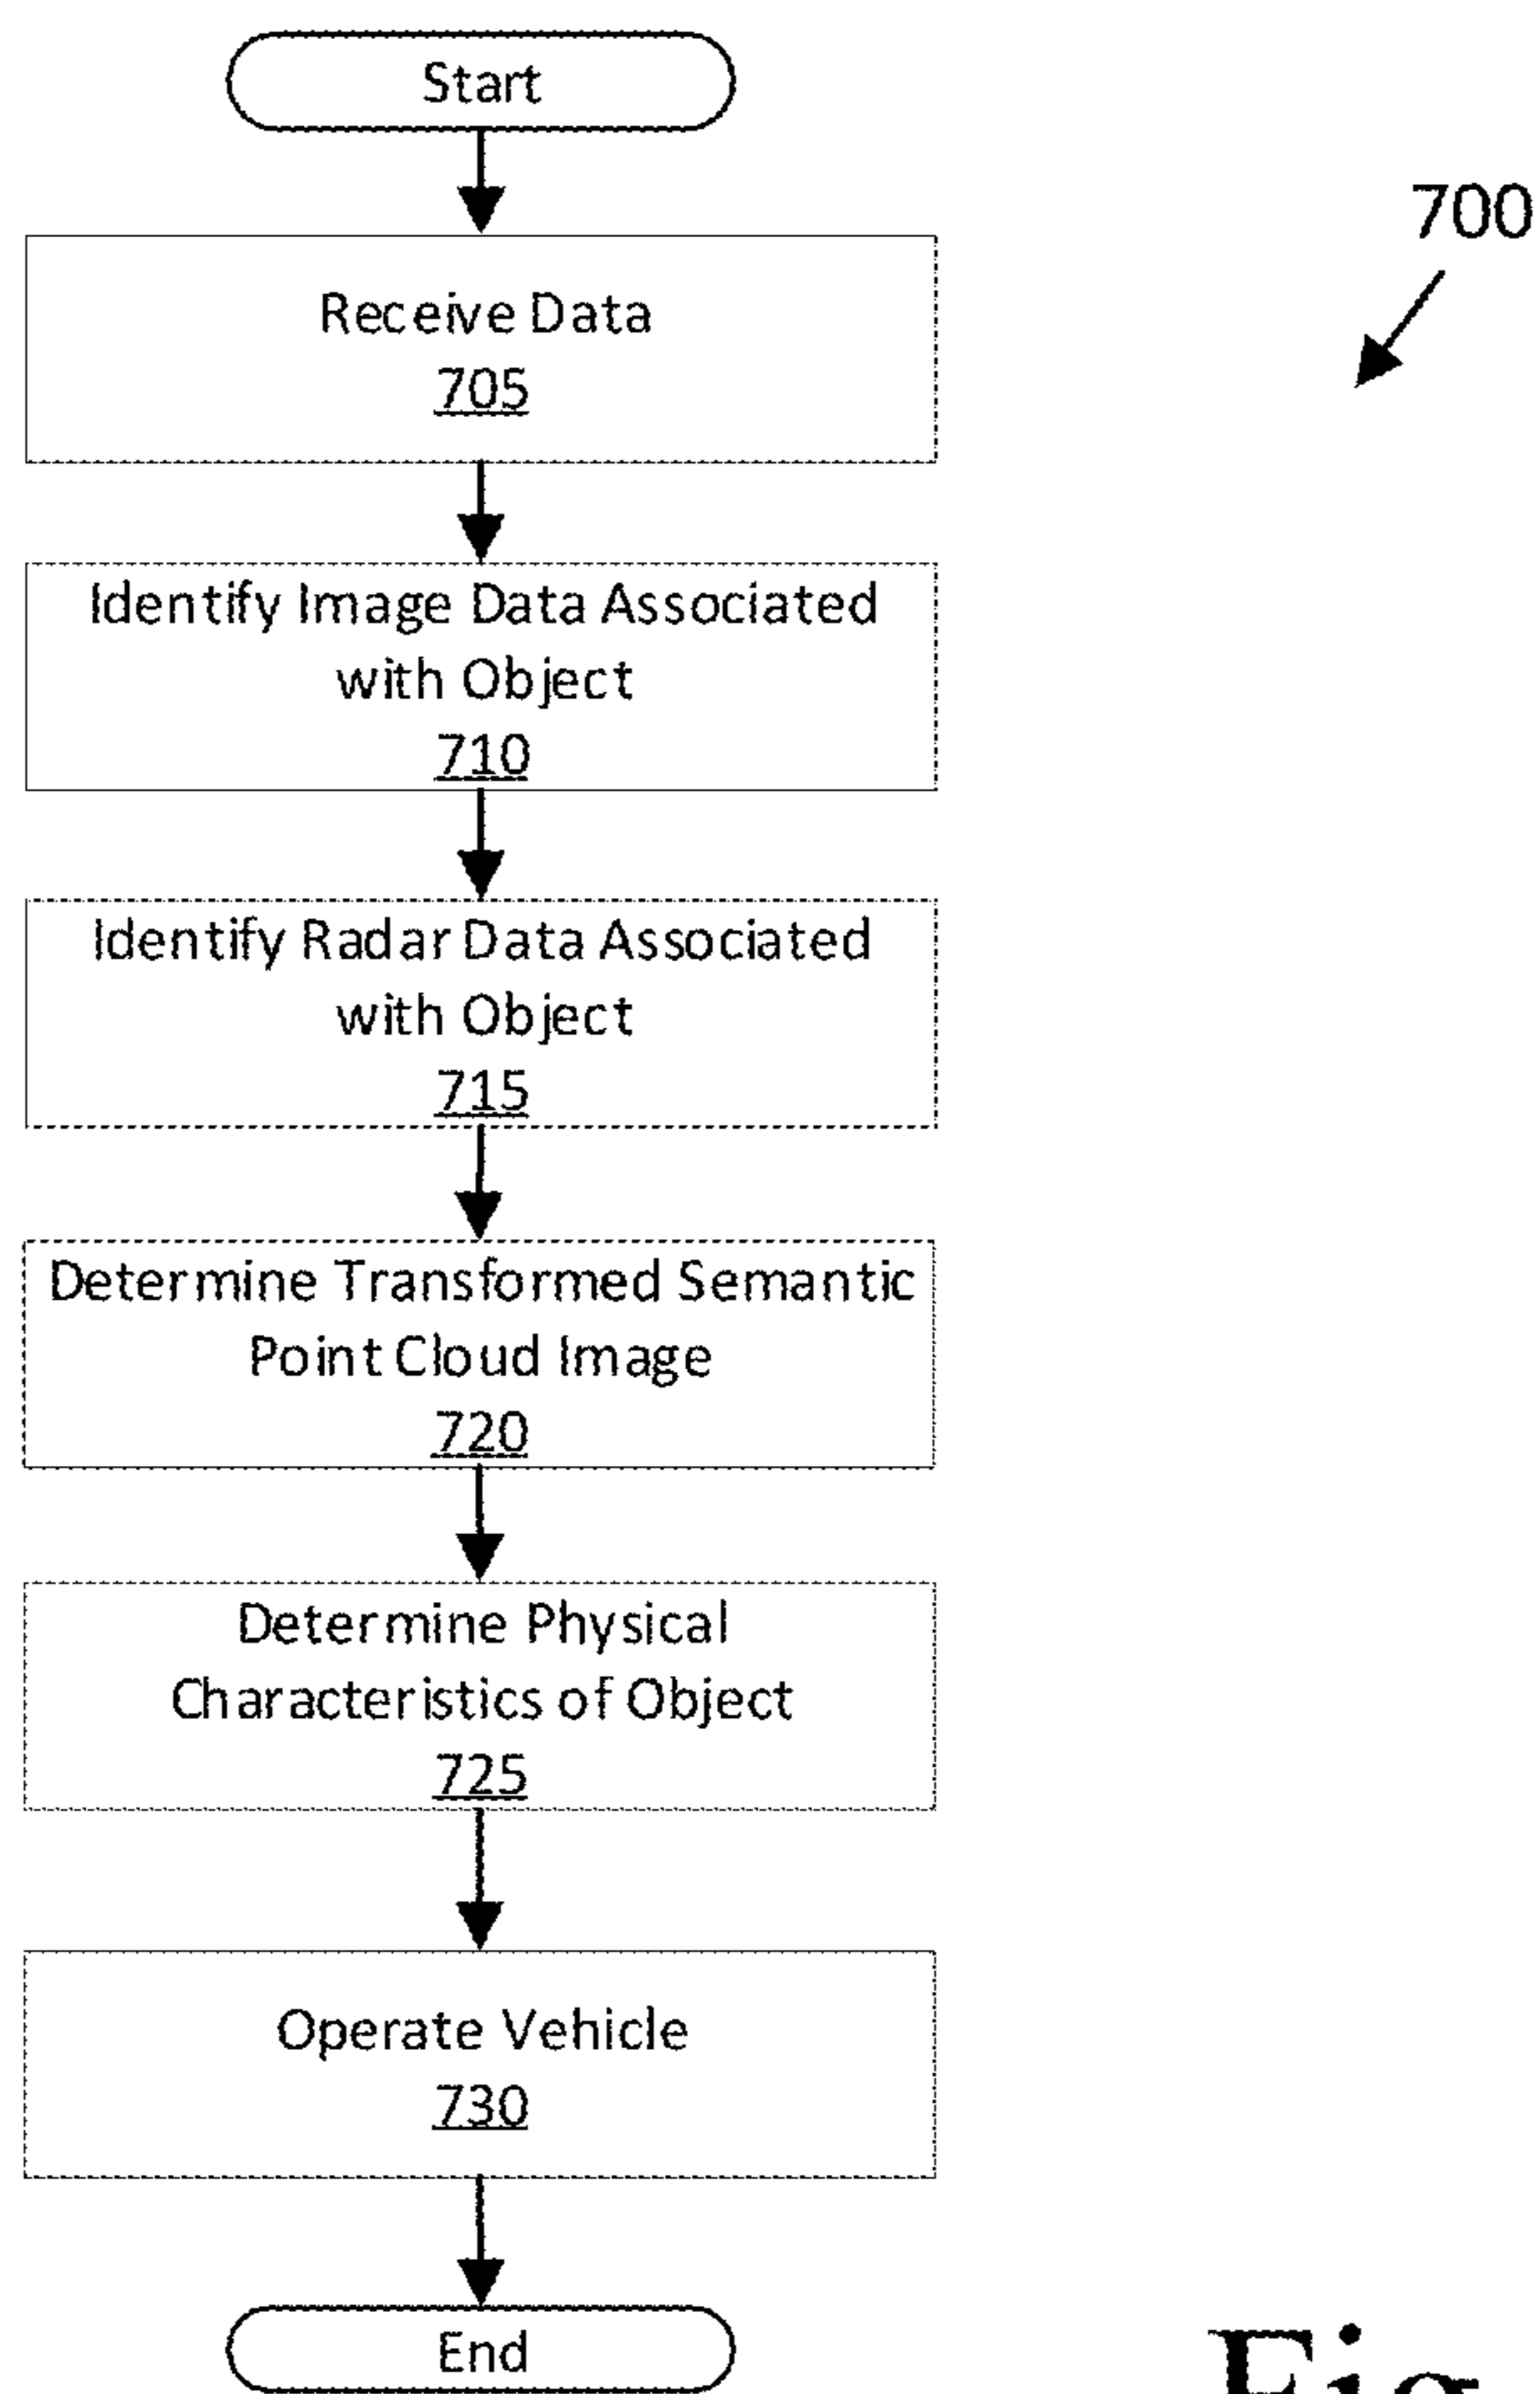 Start
700
Receive Data
705
Identify Image Data Associated
with Object
710
Identify Radar Data Associated
with Object
715
Determine Transformed Semantic
Point Cloud Image
720
Determine Physical
Characteristics of Object
725
Operate Vehicle
730
End